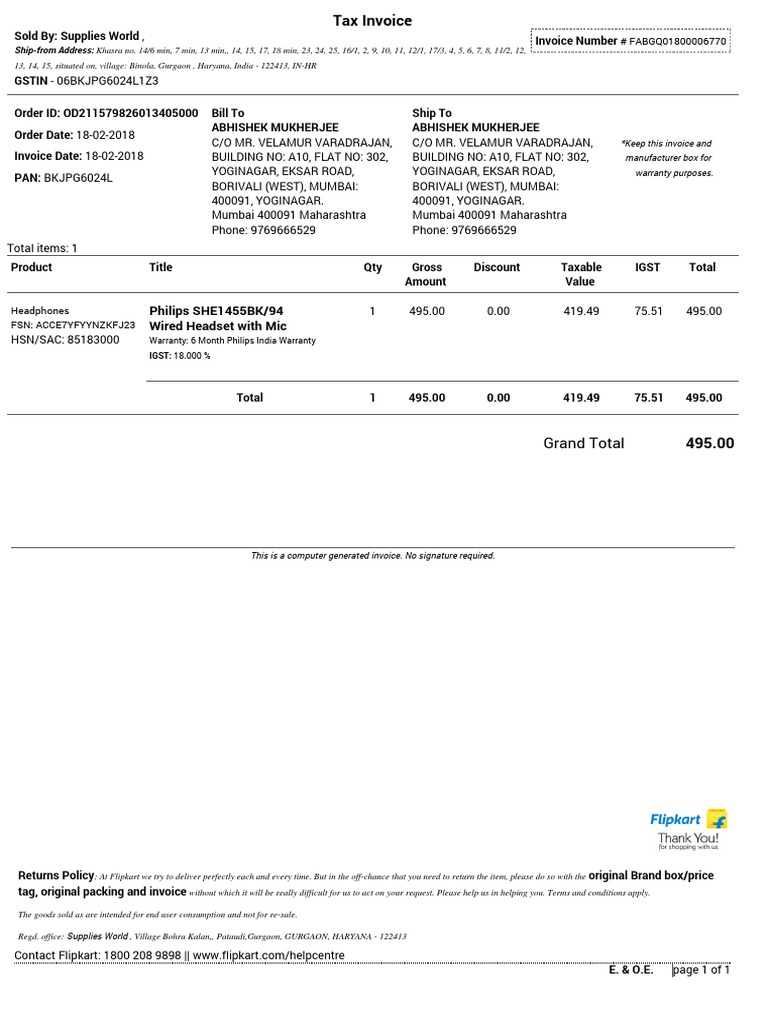 Tax Invoice
Sold By: Supplies World ,
Invoice Number # FABGQ01800006770
Ship-from Address: Khasra no. 14/6 min, 7 min, 13 min,, 14, 15, 17, 18 min, 23, 24, 25, 16/1, 2, 9, 10, 11, 12/1, 17/3, 4, 5, 6, 7, 8, 11/2, 12,
13, 14, 15, situated on, village: Binola, Gurgaon , Haryana, India - 122413, IN-HR
GSTIN - 06BKJPG6024L1Z3
Order ID: OD211579826013405000
Order Date: 18-02-2018
Invoice Date: 18-02-2018
PAN: BKJPG6024L
Bill To
ABHISHEK MUKHERJEE
C/O MR. VELAMUR VARADRAJAN,
BUILDING NO: A10, FLAT NO: 302,
YOGINAGAR, EKSAR ROAD,
BORIVALI (WEST), MUMBAI:
400091, YOGINAGAR.
Mumbai 400091 Maharashtra
Phone: 9769666529
Ship To
ABHISHEK MUKHERJEE
C/O MR. VELAMUR VARADRAJAN,
BUILDING NO: A10, FLAT NO: 302,
YOGINAGAR, EKSAR ROAD,
BORIVALI (WEST), MUMBAI:
400091, YOGINAGAR.
Mumbai 400091 Maharashtra
Phone: 9769666529
*Keep this invoice and
manufacturer box for
warranty purposes.
Total items: 1
Product Title Qty Gross Amount Discount Taxable Value IGST Total
Headphones
FSN: ACCE7YFYYNZKFJ23
HSN/SAC: 85183000
Philips SHE1455BK/94
Wired Headset with Mic
Warranty: 6 Month Philips India Warranty
IGST: 18.000 %
1 495.00 0.00 419.49 75.51 495.00
Total 1 495.00 0.00 419.49 75.51 495.00
Grand Total 495.00
This is a computer generated invoice. No signature required.
Flipkart
Thank You!
for shopping with us
Returns Policy: At Flipkart we try to deliver perfectly each and every time. But in the off-chance that you need to return the item, please do so with the original Brand box/price
tag, original packing and invoice without which it will be really difficult for us to act on your request. Please help us in helping you. Terms and conditions apply.
The goods sold as are intended for end user consumption and not for re-sale.
Regd. office: Supplies World , Village Bohra Kalan,, Pataudi,Gurgaon, GURGAON, HARYANA - 122413
Contact Flipkart: 1800 208 9898 || www.flipkart.com/helpcentre
E. & O.E. page 1 of 1